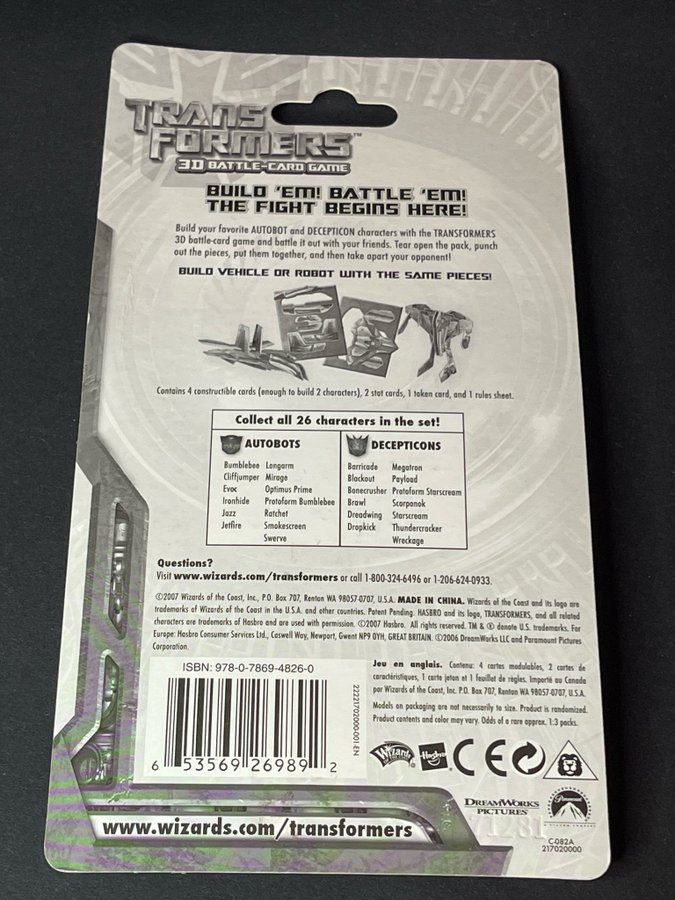 TRANS
FORMERS™
3D BATTLE-CARD GAME
BUILD 'EM! BATTLE 'EM!
THE FIGHT BEGINS HERE!
Build your favorite AUTOBOT and DECEPTICON characters with the TRANSFORMERS
3D battle-card game and battle it out with your friends. Tear open the pack, punch
out the pieces, put them together, and then take apart your opponent!
BUILD VEHICLE OR ROBOT WITH THE SAME PIECES!
Contains 4 constructible cards (enough to build 2 characters), 2 stat cards, 1 token card, and 1 rules sheet.
Collect all 26 characters in the set!
AUTOBOTS
Bumblebee Longarm
Cliffjumper Mirage
Evac Optimus Prime
Ironhide Protoform Bumblebee
Jazz Ratchet
Jetfire Smokescreen
Swerve
DECEPTICONS
Barricade Megatron
Blackout Payload
Bonecrusher Protoform Starscream
Brawl Scorponok
Dreadwing Starscream
Dropkick Thundercracker
Wreckage
Questions?
Visit www.wizards.com/transformers or call 1-800-324-6496 or 1-206-624-0933.
©2007 Wizards of the Coast, Inc., P.O. Box 707, Renton WA 98057-0707, U.S.A. MADE IN CHINA. Wizards of the Coast and its logo are
trademarks of Wizards of the Coast in the U.S.A. and other countries. Patent Pending. HASBRO and its logo, TRANSFORMERS, and all related
characters are trademarks of Hasbro and are used with permission. ©2007 Hasbro. All rights reserved. TM & ® denote U.S. trademarks. For
Europe: Hasbro Consumer Services Ltd., Caswell Way, Newport, Gwent NP9 0YH, GREAT BRITAIN. ©2006 DreamWorks LLC and Paramount Pictures
Corporation.
ISBN: 978-0-7869-4826-0
6 53569 26989 2
22221702000-001-EN
Jeu en anglais. Contenu: 4 cartes modulables, 2 cartes de
caractéristiques, 1 carte jeton et 1 feuillet de règles. Importé au Canada
par Wizards of the Coast, Inc. P.O. Box 707, Renton WA 98057-0707, U.S.A.
Models on packaging are not necessarily to size. Product is randomized.
Product contents and color may vary. Odds of a rare approx. 1:3 packs.
Wizards
Hasbro
CE
DREAMWORKS
PICTURES
Paramount
www.wizards.com/transformers
71281
C-082A
217020000